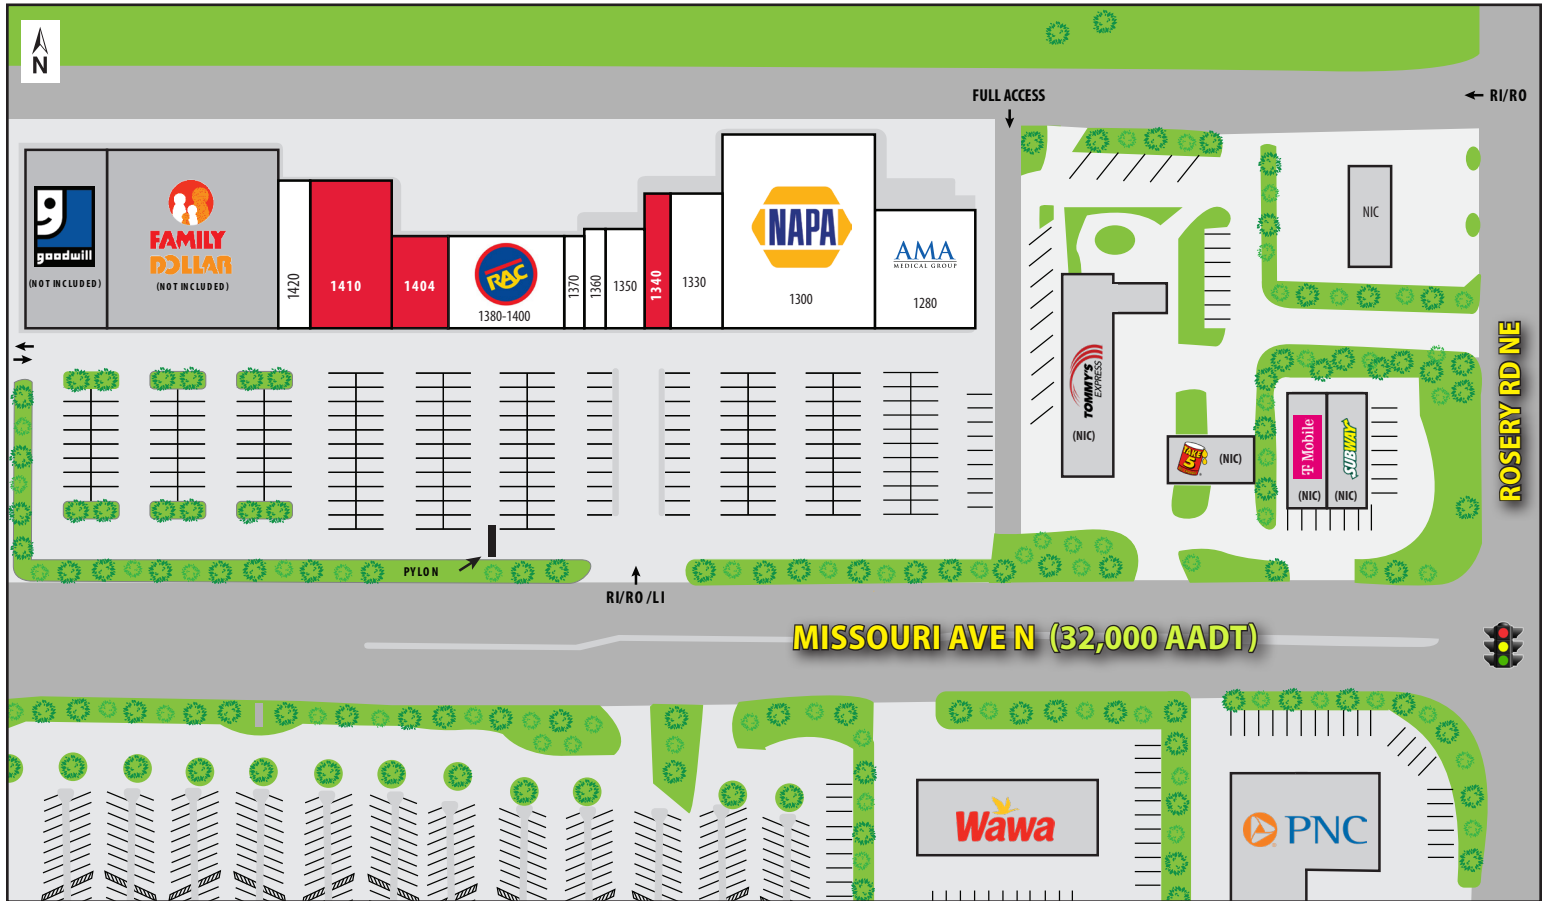 N
FULL ACCESS
RI/RO
goodwill
(NOT INCLUDED)
FAMILY
DOLLAR
(NOT INCLUDED)
1420
1410
1404
RAC
1380-1400
1370
1360
1350
1340
1330
NAPA
1300
AMA
MEDICAL GROUP
1280
NIC
TOMMY'S
EXPRESS
(NIC)
TAKE
5
(NIC)
T Mobile
(NIC)
SUBWAY
(NIC)
ROSERY RD NE
PYLON
RI/RO/LI
MISSOURI AVE N (32,000 AADT)
Wawa
PNC